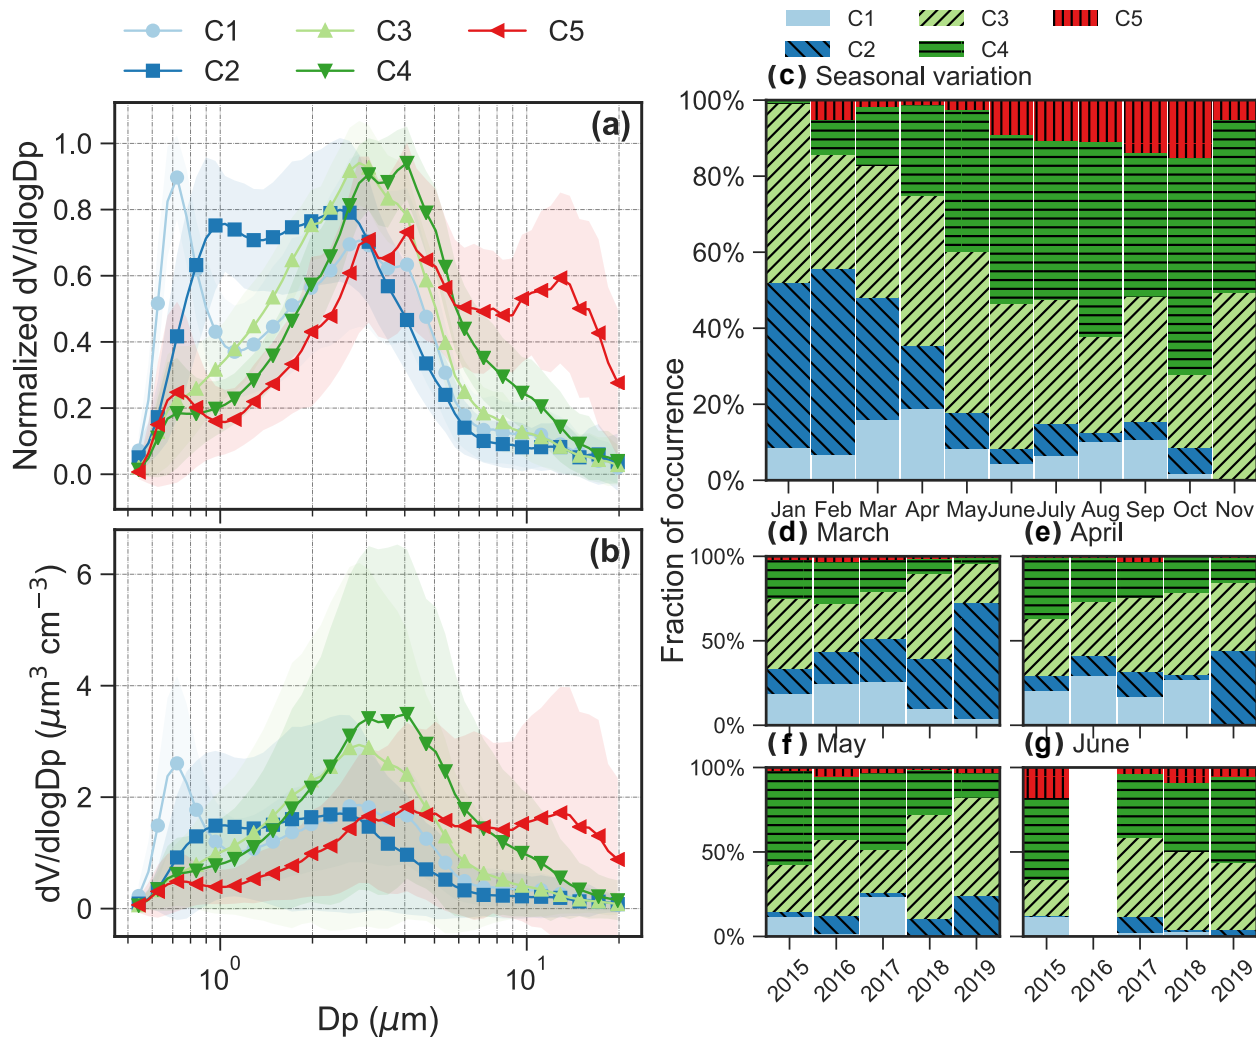 C1 C3 C5
C2 C4
C1 C3 C5
C2 C4
(a)
1.0
0.8
0.6
0.4
0.2
0.0
Normalized dV/dlogDp
(b)
6
4
2
0
dV/dlogDp (μm³ cm⁻³)
10⁰ 10¹
Dp (μm)
(c) Seasonal variation
100%
80%
60%
40%
20%
0%
Jan Feb Mar Apr May June July Aug Sep Oct Nov
Fraction of occurrence
(d) March
(e) April
100%
50%
0%
(f) May
(g) June
100%
50%
0%
2015 2016 2017 2018 2019
2015 2016 2017 2018 2019